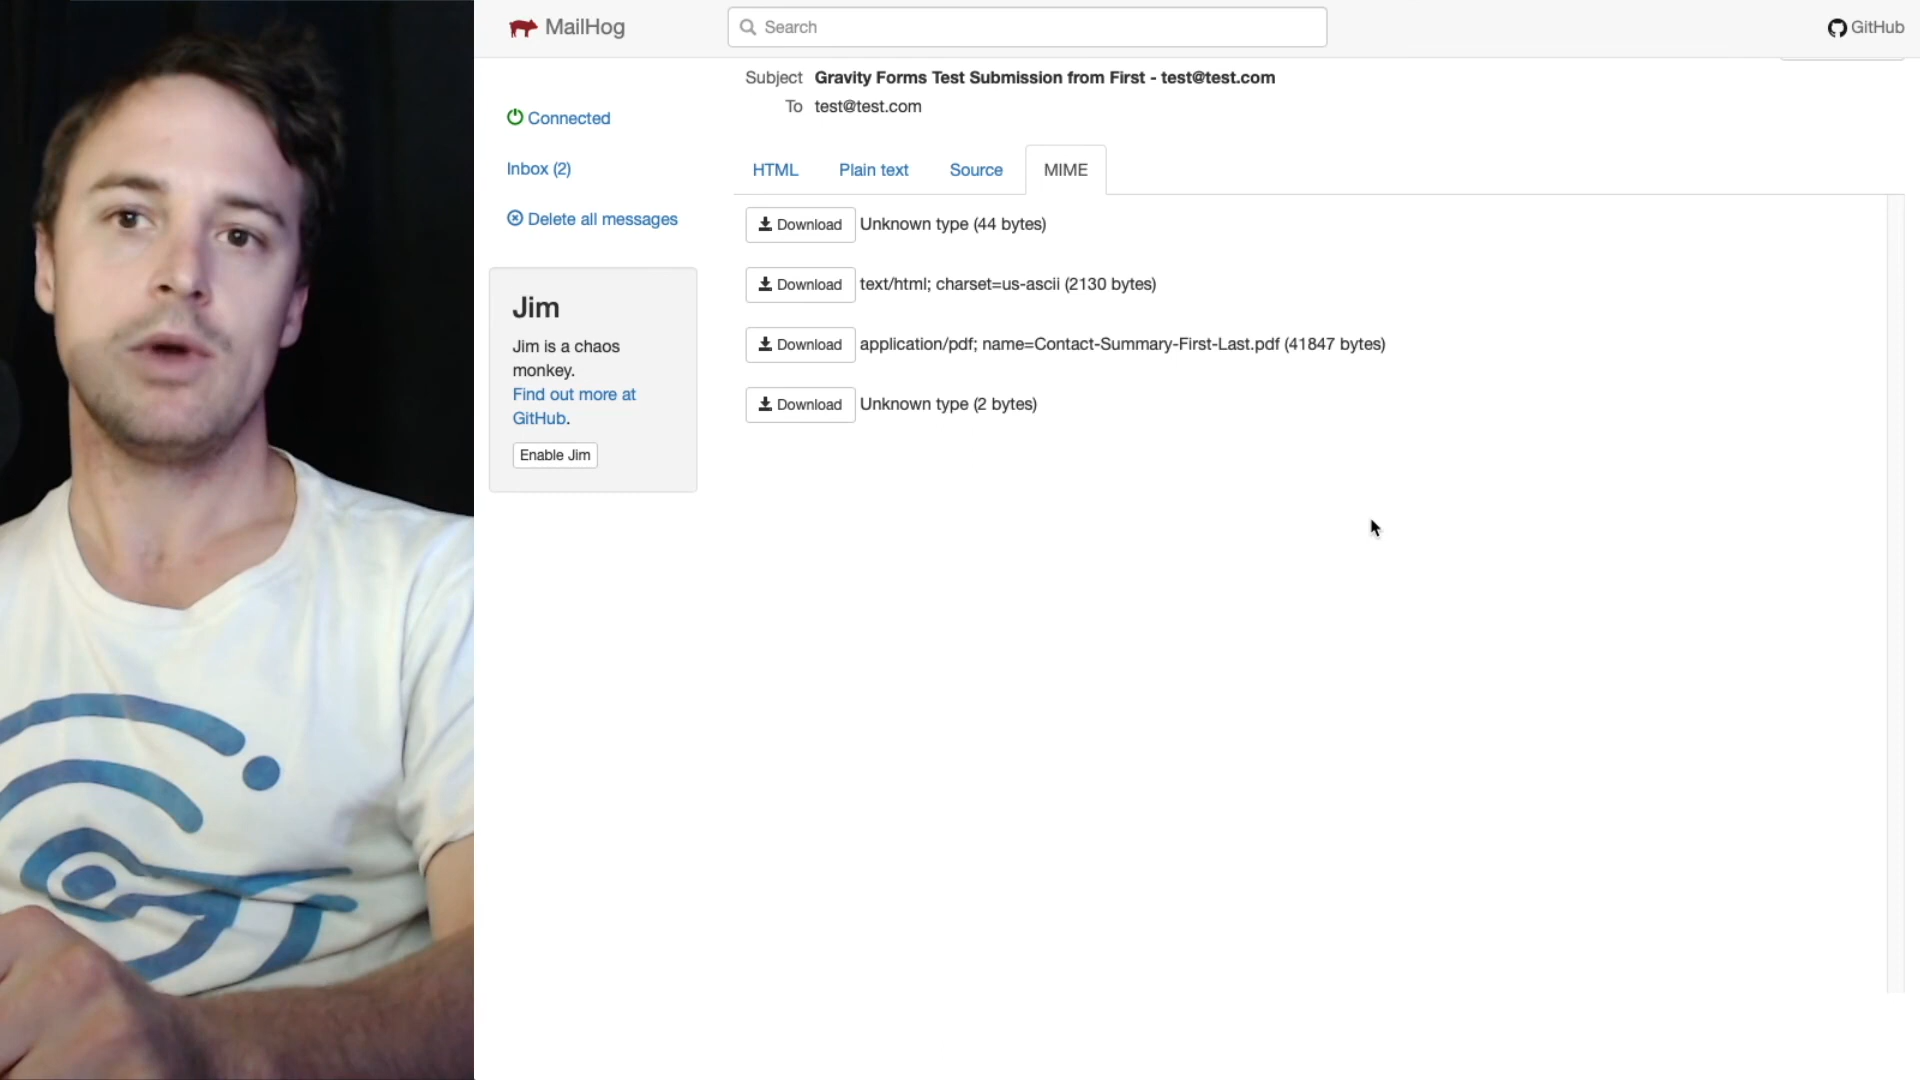 MailHog
Search
GitHub
Subject Gravity Forms Test Submission from First - test@test.com
To test@test.com
Connected
Inbox (2)
Delete all messages
HTML Plain text Source MIME
Download Unknown type (44 bytes)
Download text/html; charset=us-ascii (2130 bytes)
Download application/pdf; name=Contact-Summary-First-Last.pdf (41847 bytes)
Download Unknown type (2 bytes)
Jim
Jim is a chaos
monkey.
Find out more at
GitHub.
Enable Jim